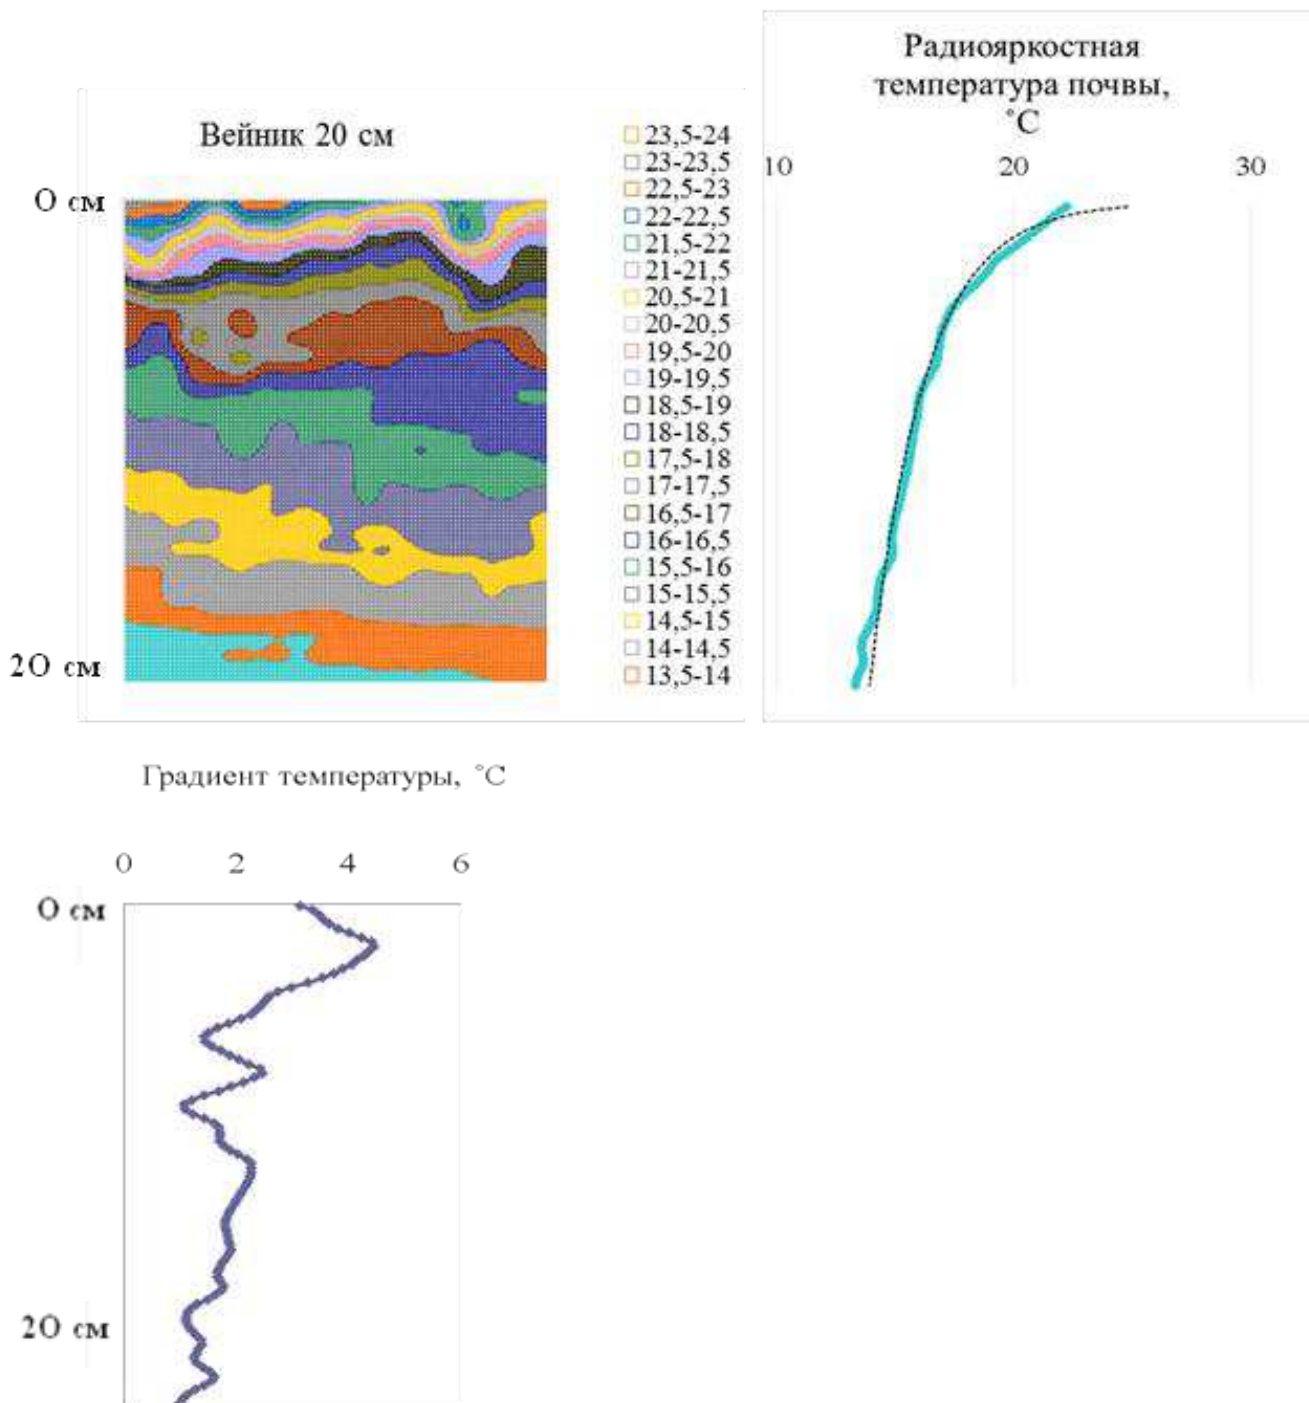 Радиояркостная
температура почвы,
˚C
10 20 30
Вейник 20 см
0 см
20 см
23,5-24
23-23,5
22,5-23
22-22,5
21,5-22
21-21,5
20,5-21
20-20,5
19,5-20
19-19,5
18,5-19
18-18,5
17,5-18
17-17,5
16,5-17
16-16,5
15,5-16
15-15,5
14,5-15
14-14,5
13,5-14
Градиент температуры, ˚C
0 2 4 6
0 см
20 см